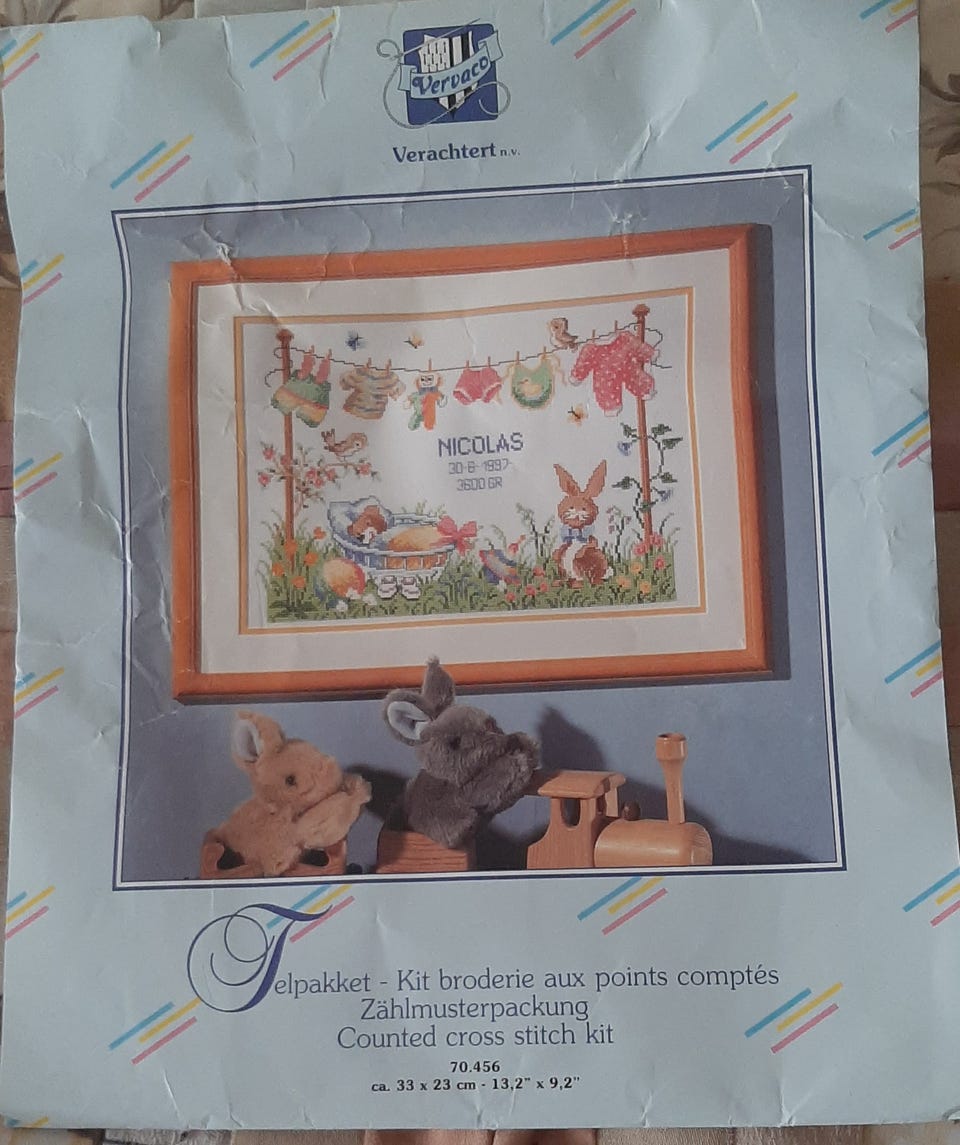 Vervaco
Verachtert n.v.
NICOLAS
30-8-1997
3600 GR
Telpakket - Kit broderie aux points comptés
Zählmusterpackung
Counted cross stitch kit
70.456
ca. 33 x 23 cm - 13,2" x 9,2"